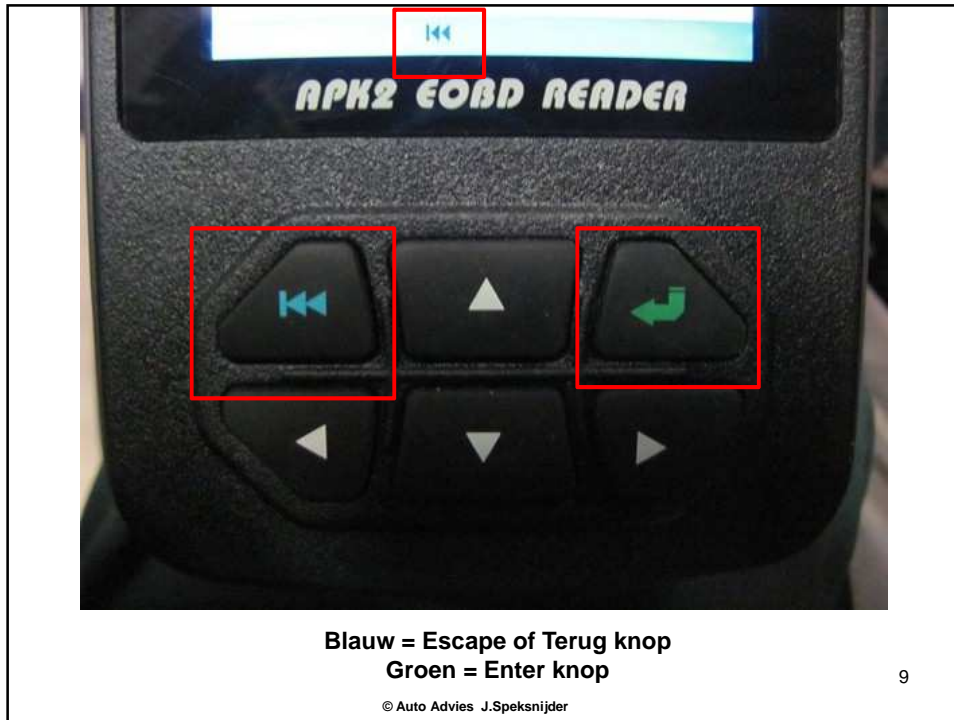 APK2 EOBD READER
Blauw = Escape of Terug knop
Groen = Enter knop
9
© Auto Advies J.Speksnijder